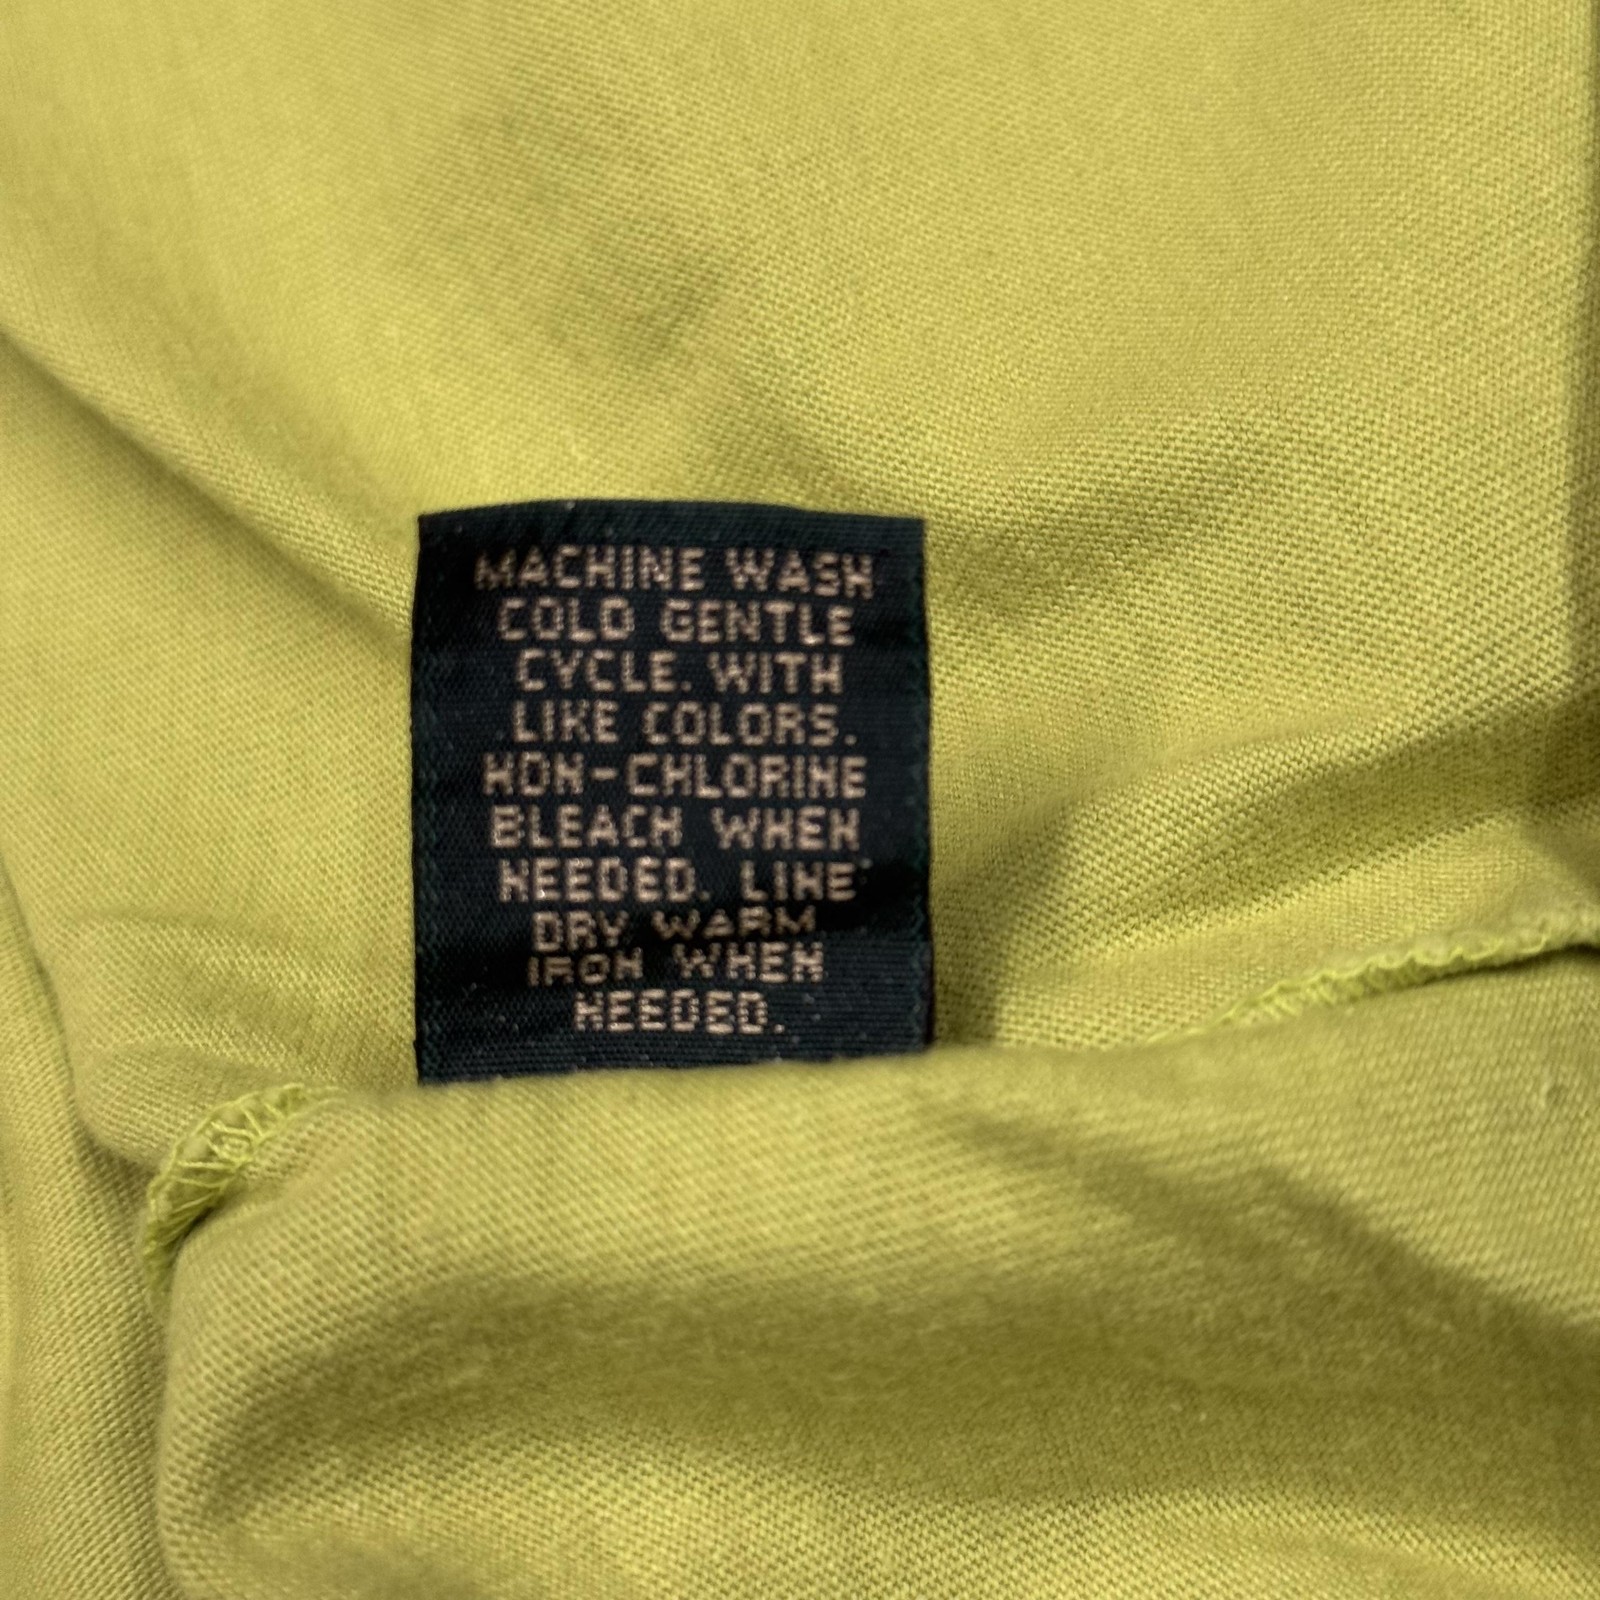 MACHINE WASH
COLD GENTLE
CYCLE. WITH
LIKE COLORS.
NON-CHLORINE
BLEACH WHEN
NEEDED. LINE
DRY WARM
IRON WHEN
NEEDED.